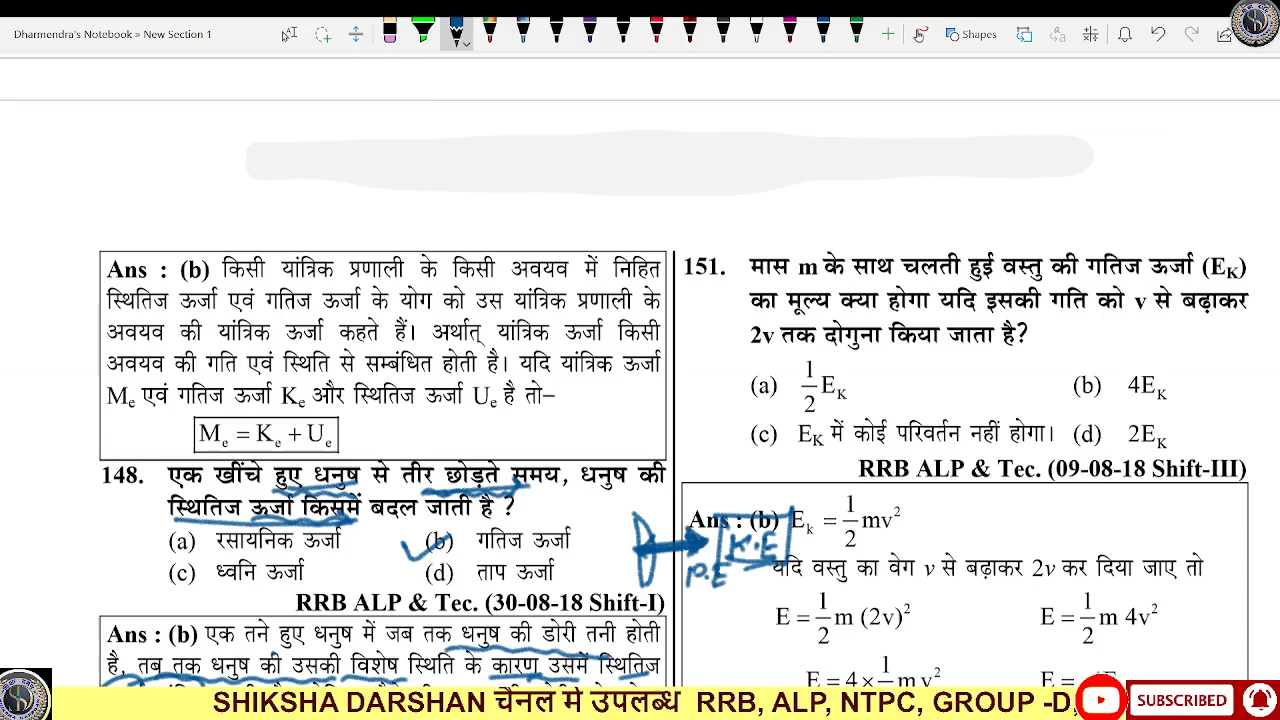 Dharmendra's Notebook » New Section 1
Shapes
Ans : (b) किसी यांत्रिक प्रणाली के किसी अवयव में निहित
स्थितिज ऊर्जा एवं गतिज ऊर्जा के योग को उस यांत्रिक प्रणाली के
अवयव की यांत्रिक ऊर्जा कहते हैं। अर्थात् यांत्रिक ऊर्जा किसी
अवयव की गति एवं स्थिति से सम्बंधित होती है। यदि यांत्रिक ऊर्जा
Me एवं गतिज ऊर्जा Ke और स्थितिज ऊर्जा Ue है तो–
Me = Ke + Ue
148. एक खींचे हुए धनुष से तीर छोड़ते समय, धनुष की
स्थितिज ऊर्जा किसमें बदल जाती है ?
(a) रसायनिक ऊर्जा (b) गतिज ऊर्जा
(c) ध्वनि ऊर्जा (d) ताप ऊर्जा
RRB ALP & Tec. (30-08-18 Shift-I)
Ans : (b) एक तने हुए धनुष में जब तक धनुष की डोरी तनी होती
है, तब तक धनुष की उसकी विशेष स्थिति के कारण उसमें स्थितिज
151. मास m के साथ चलती हुई वस्तु की गतिज ऊर्जा (EK)
का मूल्य क्या होगा यदि इसकी गति को v से बढ़ाकर
2v तक दोगुना किया जाता है?
(a) 1/2 EK (b) 4EK
(c) EK में कोई परिवर्तन नहीं होगा। (d) 2EK
RRB ALP & Tec. (09-08-18 Shift-III)
Ans : (b) Ek = 1/2 mv²
K.E
P.E
यदि वस्तु का वेग v से बढ़ाकर 2v कर दिया जाए तो
E = 1/2 m (2v)² E = 1/2 m 4v²
E = 4 × 1/2 m v² E =
SHIKSHA DARSHAN चैनल में उपलब्ध RRB, ALP, NTPC, GROUP -D,
SUBSCRIBED